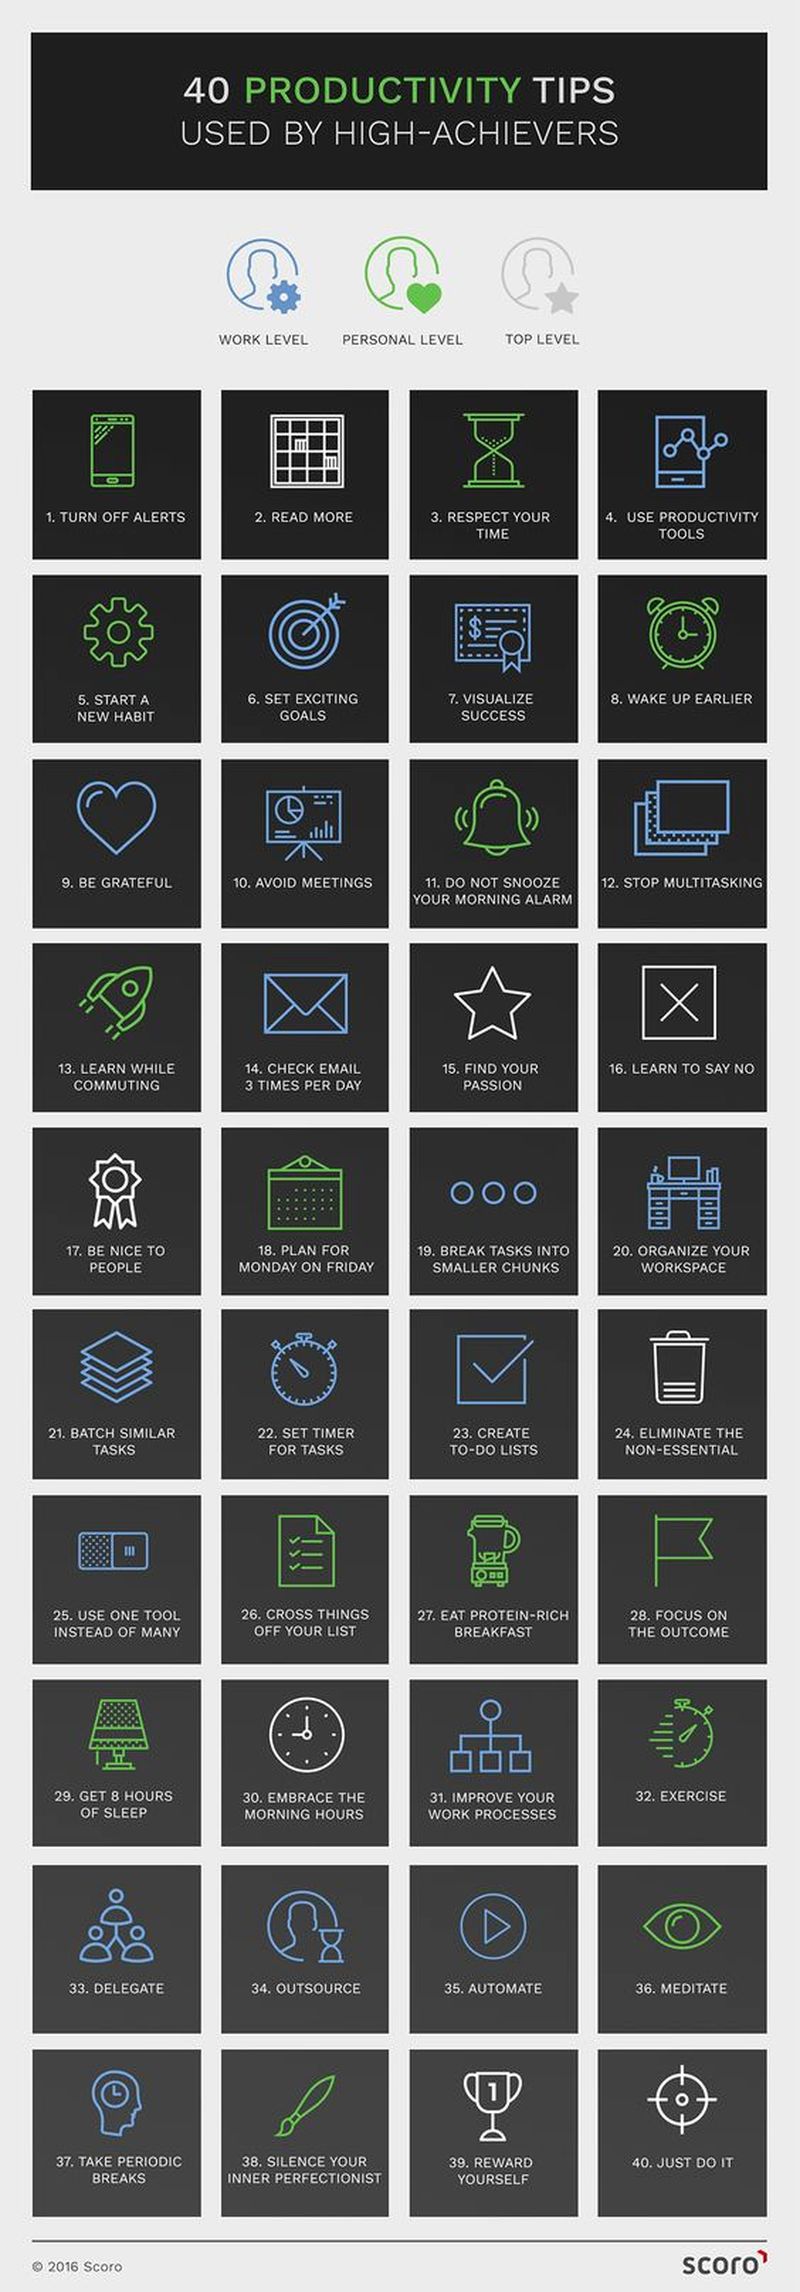 40 PRODUCTIVITY TIPS
USED BY HIGH-ACHIEVERS
WORK LEVEL
PERSONAL LEVEL
TOP LEVEL
1. TURN OFF ALERTS
2. READ MORE
3. RESPECT YOUR
TIME
4. USE PRODUCTIVITY
TOOLS
5. START A
NEW HABIT
6. SET EXCITING
GOALS
$
7. VISUALIZE
SUCCESS
8. WAKE UP EARLIER
9. BE GRATEFUL
10. AVOID MEETINGS
11. DO NOT SNOOZE
YOUR MORNING ALARM
12. STOP MULTITASKING
13. LEARN WHILE
COMMUTING
14. CHECK EMAIL
3 TIMES PER DAY
15. FIND YOUR
PASSION
16. LEARN TO SAY NO
17. BE NICE TO
PEOPLE
18. PLAN FOR
MONDAY ON FRIDAY
19. BREAK TASKS INTO
SMALLER CHUNKS
20. ORGANIZE YOUR
WORKSPACE
21. BATCH SIMILAR
TASKS
22. SET TIMER
FOR TASKS
23. CREATE
TO-DO LISTS
24. ELIMINATE THE
NON-ESSENTIAL
25. USE ONE TOOL
INSTEAD OF MANY
26. CROSS THINGS
OFF YOUR LIST
27. EAT PROTEIN-RICH
BREAKFAST
28. FOCUS ON
THE OUTCOME
29. GET 8 HOURS
OF SLEEP
30. EMBRACE THE
MORNING HOURS
31. IMPROVE YOUR
WORK PROCESSES
32. EXERCISE
33. DELEGATE
34. OUTSOURCE
35. AUTOMATE
36. MEDITATE
37. TAKE PERIODIC
BREAKS
38. SILENCE YOUR
INNER PERFECTIONIST
1
39. REWARD
YOURSELF
40. JUST DO IT
© 2016 Scoro
scoro